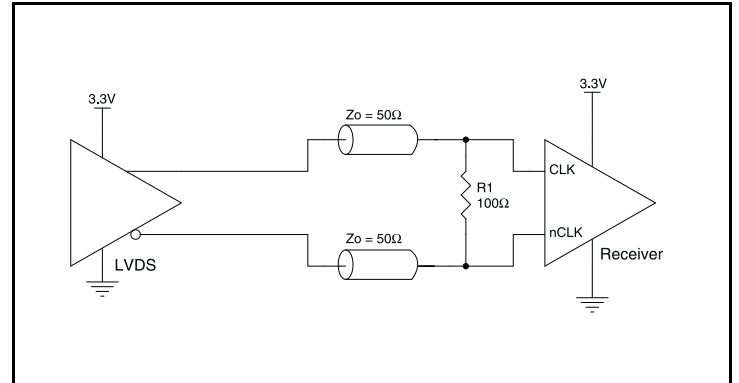 3.3V
3.3V
Zo = 50Ω
CLK
R1
100Ω
Zo = 50Ω
nCLK
LVDS
Receiver